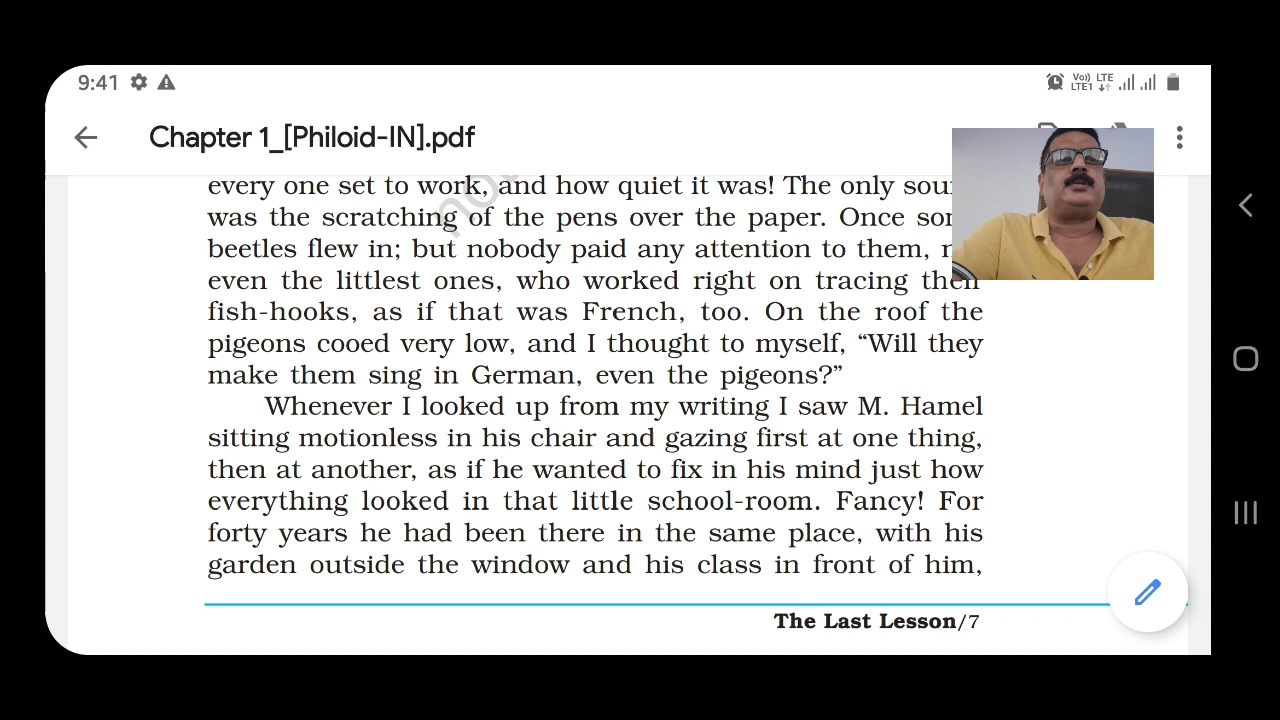 9:41
Vo) LTE
LTE1
Chapter 1_[Philoid-IN].pdf
every one set to work, and how quiet it was! The only
was the scratching of the pens over the paper. Once
beetles flew in; but nobody paid any attention to them,
even the littlest ones, who worked right on tracing their
fish-hooks, as if that was French, too. On the roof the
pigeons cooed very low, and I thought to myself, “Will they
make them sing in German, even the pigeons?”
Whenever I looked up from my writing I saw M. Hamel
sitting motionless in his chair and gazing first at one thing,
then at another, as if he wanted to fix in his mind just how
everything looked in that little school-room. Fancy! For
forty years he had been there in the same place, with his
garden outside the window and his class in front of him,
The Last Lesson/7